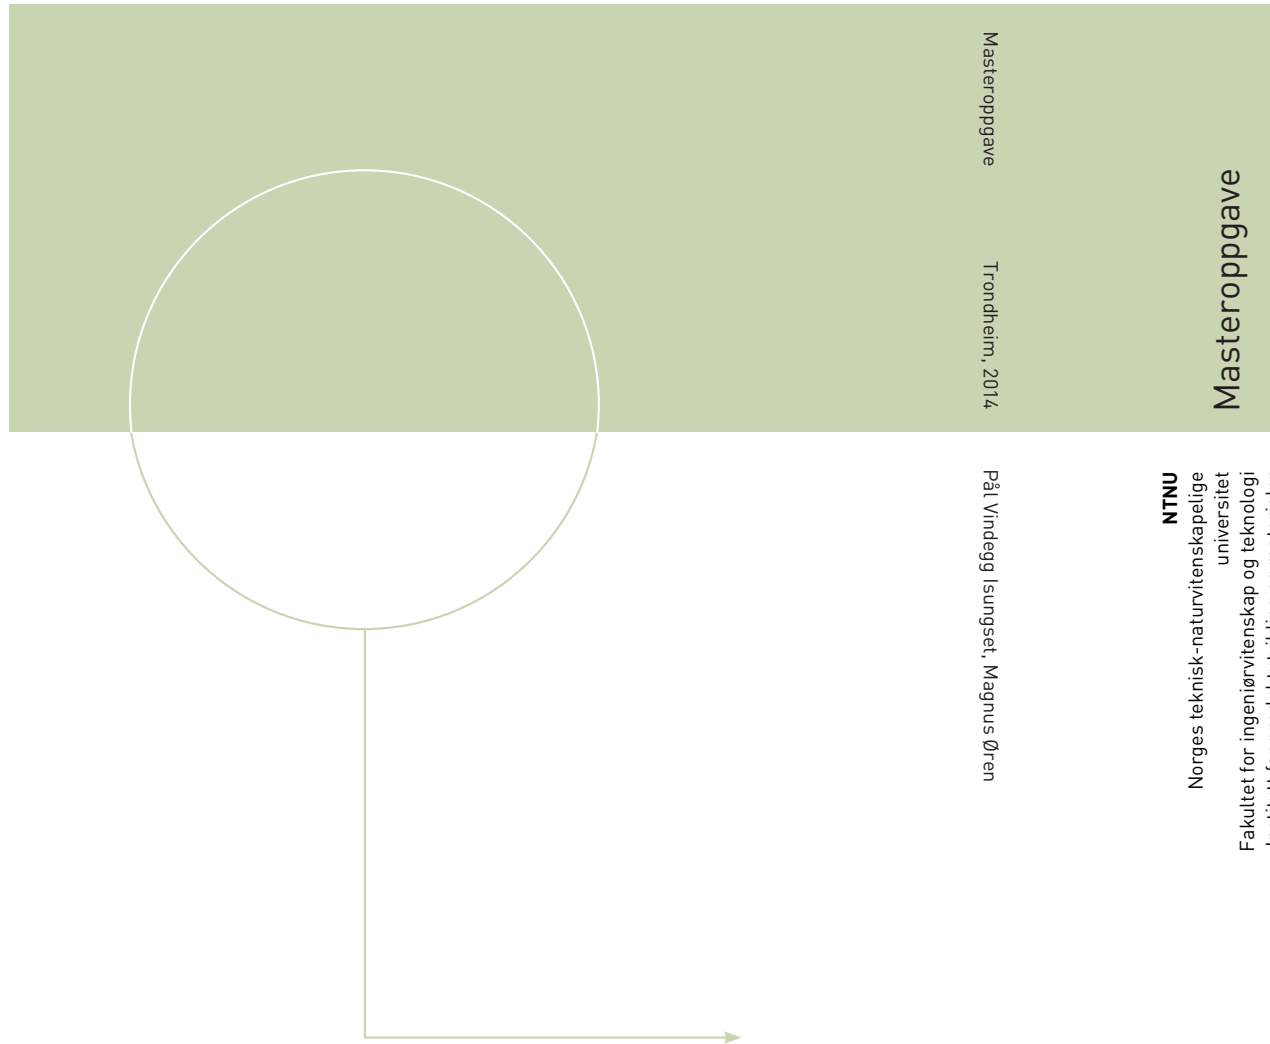 Masteroppgave
Trondheim, 2014
Pål Vindegg Isungset, Magnus Øren
Masteroppgave
NTNU
Norges teknisk-naturvitenskapelige
universitet
Fakultet for ingeniørvitenskap og teknologi